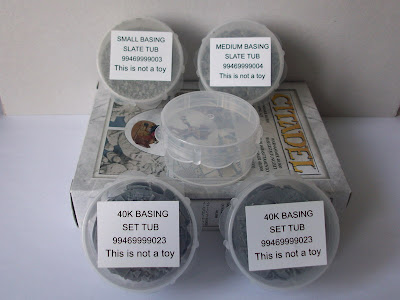 SMALL BASING
SLATE TUB
99469999003
This is not a toy
MEDIUM BASING
SLATE TUB
99469999004
This is not a toy
CITADEL
40K BASING
SET TUB
99469999023
This is not a toy
40K BASING
SET TUB
99469999023
This is not a toy